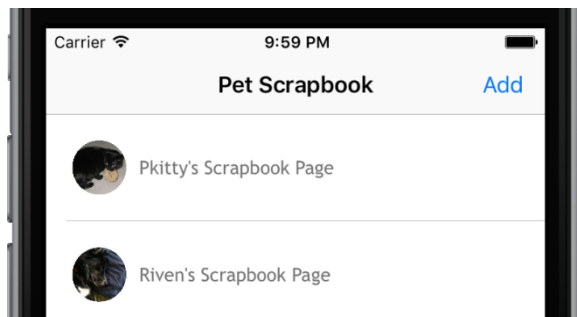 Carrier 9:59 PM
Pet Scrapbook Add
Pkitty's Scrapbook Page
Riven's Scrapbook Page